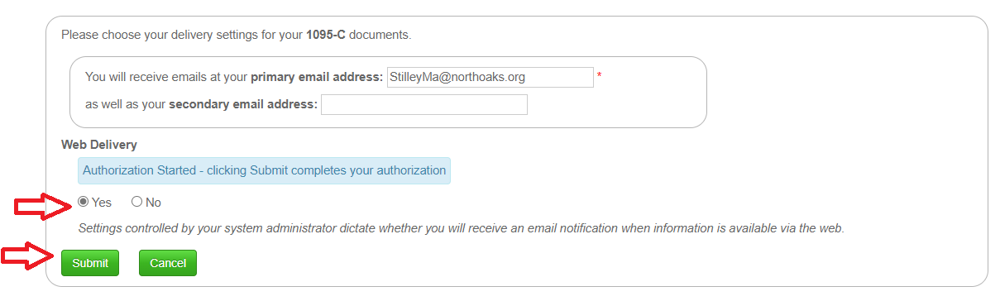 Please choose your delivery settings for your 1095-C documents.
You will receive emails at your primary email address: StilleyMa@northoaks.org *
as well as your secondary email address:
Web Delivery
Authorization Started - clicking Submit completes your authorization
Yes No
Settings controlled by your system administrator dictate whether you will receive an email notification when information is available via the web.
Submit Cancel